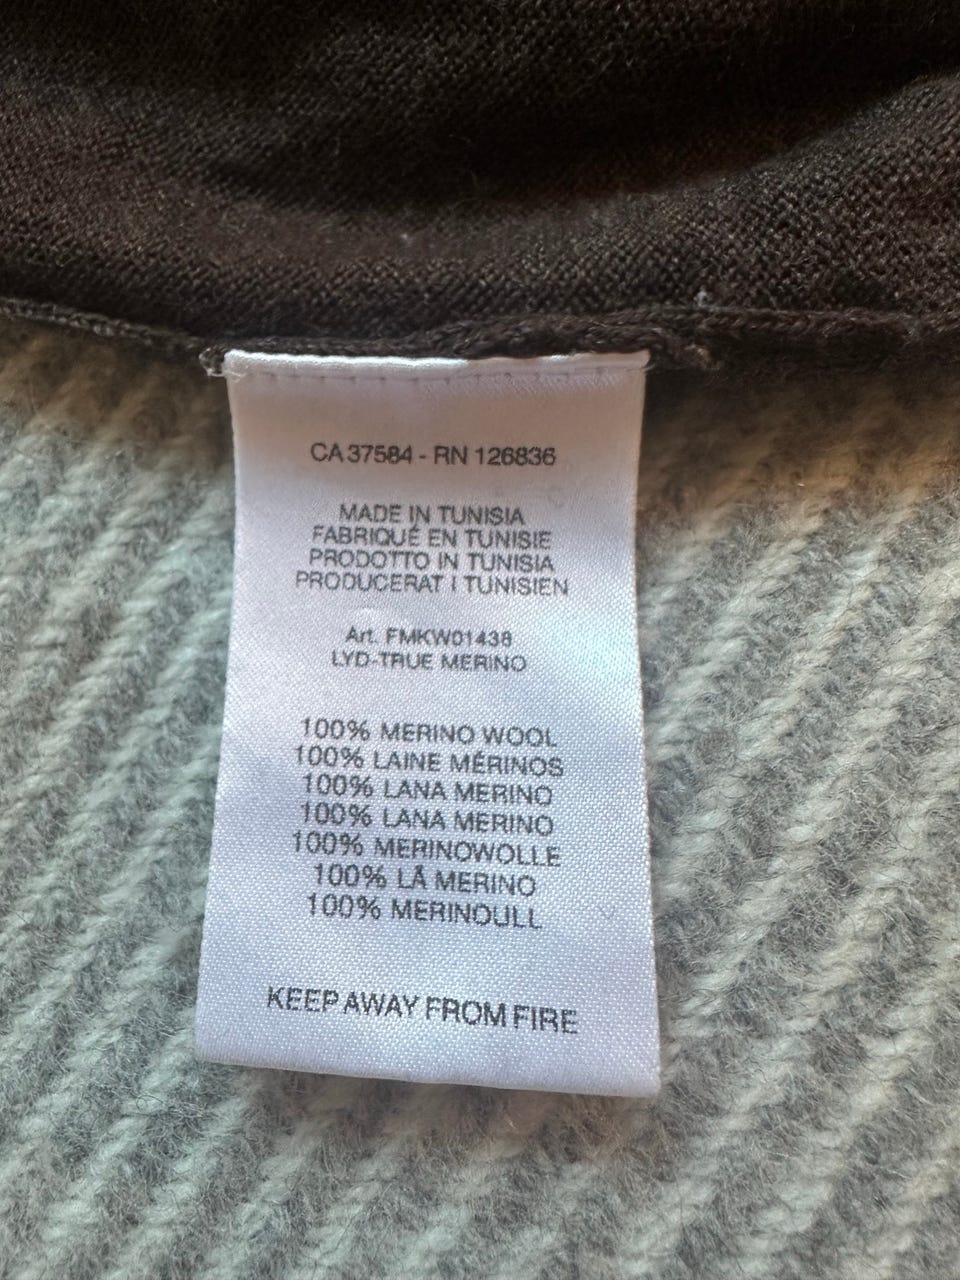 CA 37584 - RN 126836
MADE IN TUNISIA
FABRIQUÉ EN TUNISIE
PRODOTTO IN TUNISIA
PRODUCERAT I TUNISIEN
Art. FMKW01438
LYD-TRUE MERINO
100% MERINO WOOL
100% LAINE MÉRINOS
100% LANA MERINO
100% LANA MERINO
100% MERINOWOLLE
100% LÃ MERINO
100% MERINOULL
KEEP AWAY FROM FIRE